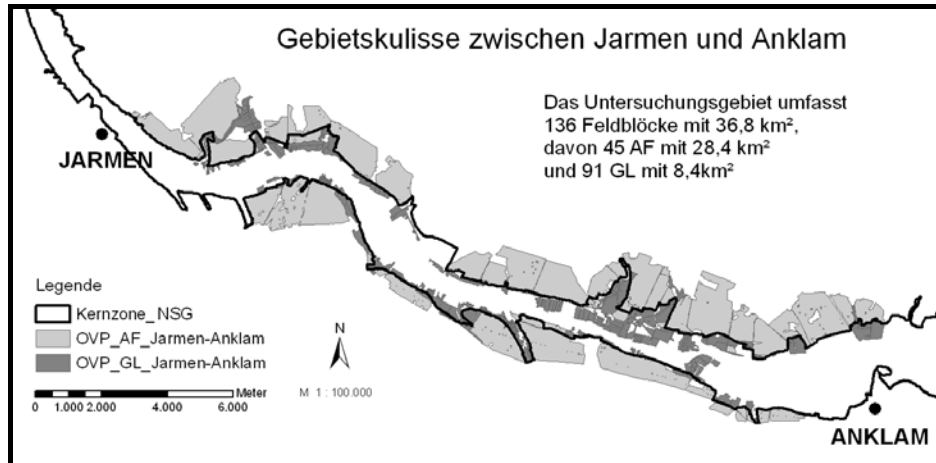 Gebietskulisse zwischen Jarmen und Anklam
Das Untersuchungsgebiet umfasst
136 Feldblöcke mit 36,8 km²,
davon 45 AF mit 28,4 km²
und 91 GL mit 8,4km²
JARMEN
Legende
Kernzone_NSG
OVP_AF_Jarmen-Anklam
OVP_GL_Jarmen-Anklam
Meter
0 1.000 2.000 4.000 6.000
N
M 1 : 100.000
ANKLAM